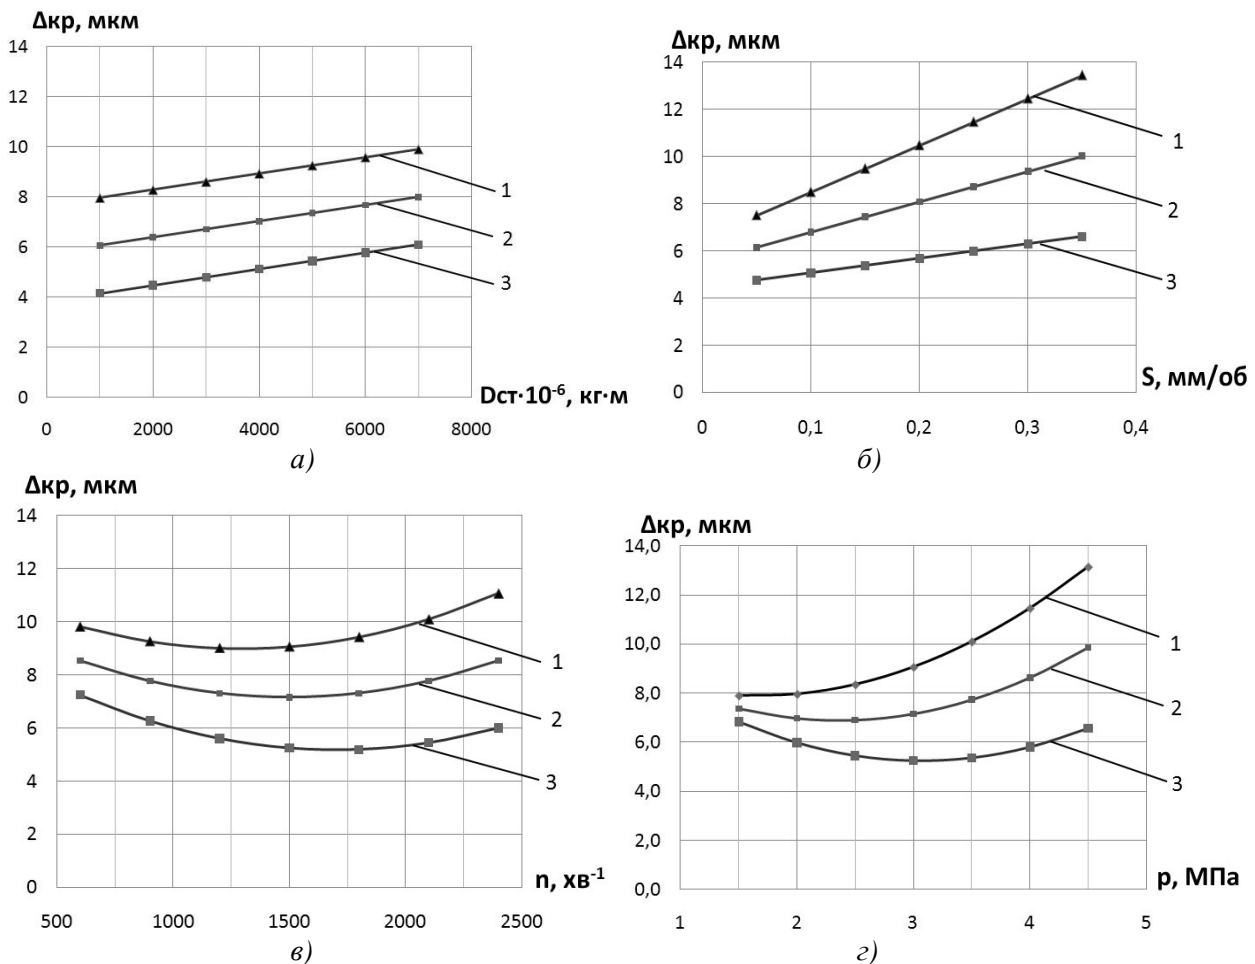 Δкр, мкм
14
12
10
8
6
4
2
0
1
2
3
Dст·10⁻⁶, кг·м
0 2000 4000 6000 8000
а)
Δкр, мкм
14
12
10
8
6
4
2
0
1
2
3
S, мм/об
0 0,1 0,2 0,3 0,4
б)
Δкр, мкм
14
12
10
8
6
4
2
0
1
2
3
n, хв⁻¹
500 1000 1500 2000 2500
в)
Δкр, мкм
14,0
12,0
10,0
8,0
6,0
4,0
2,0
0,0
1
2
3
р, МПа
1 2 3 4 5
г)